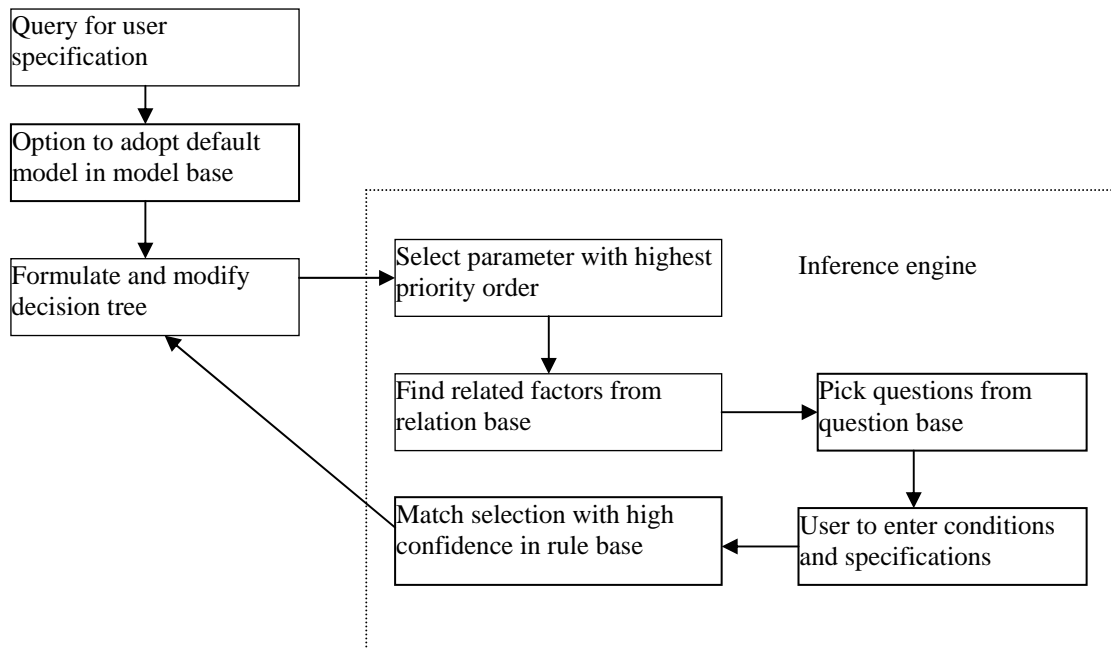 Query for user
specification
Option to adopt default
model in model base
Formulate and modify
decision tree
Select parameter with highest
priority order
Inference engine
Find related factors from
relation base
Pick questions from
question base
Match selection with high
confidence in rule base
User to enter conditions
and specifications